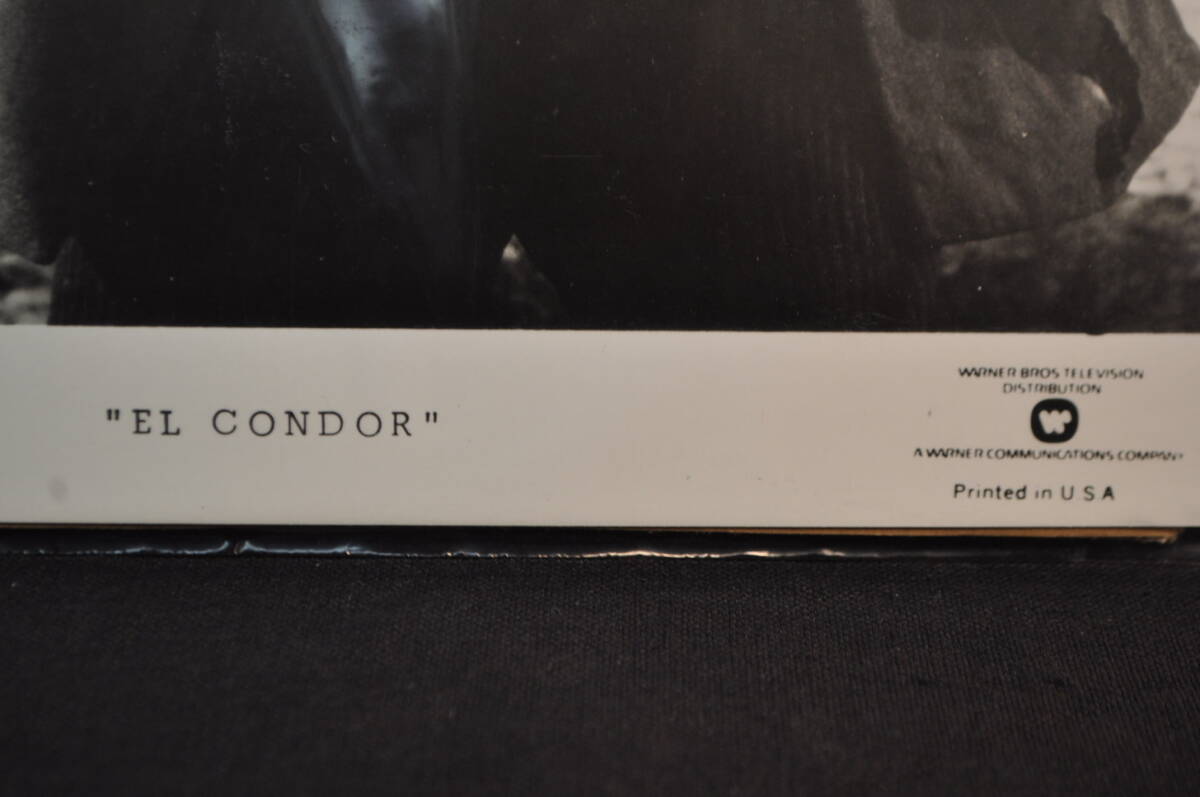 "EL CONDOR"
WARNER BROS TELEVISION
DISTRIBUTION
A WARNER COMMUNICATIONS COMPANY
Printed in U.S.A